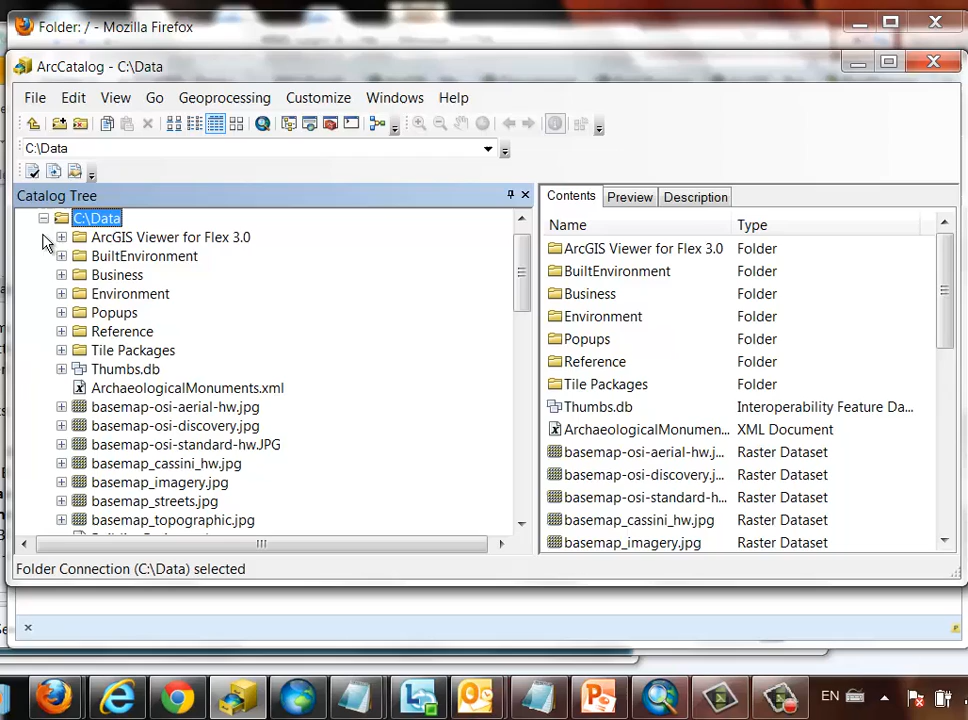 Folder: / - Mozilla Firefox
ArcCatalog - C:\Data
File Edit View Go Geoprocessing Customize Windows Help
C:\Data
Catalog Tree
C:\Data
ArcGIS Viewer for Flex 3.0
BuiltEnvironment
Business
Environment
Popups
Reference
Tile Packages
Thumbs.db
ArchaeologicalMonuments.xml
basemap-osi-aerial-hw.jpg
basemap-osi-discovery.jpg
basemap-osi-standard-hw.JPG
basemap_cassini_hw.jpg
basemap_imagery.jpg
basemap_streets.jpg
basemap_topographic.jpg
Contents Preview Description
Name Type
ArcGIS Viewer for Flex 3.0 Folder
BuiltEnvironment Folder
Business Folder
Environment Folder
Popups Folder
Reference Folder
Tile Packages Folder
Thumbs.db Interoperability Feature Da...
ArchaeologicalMonumen... XML Document
basemap-osi-aerial-hw.j... Raster Dataset
basemap-osi-discovery.j... Raster Dataset
basemap-osi-standard-h... Raster Dataset
basemap_cassini_hw.jpg Raster Dataset
basemap_imagery.jpg Raster Dataset
Folder Connection (C:\Data) selected
EN